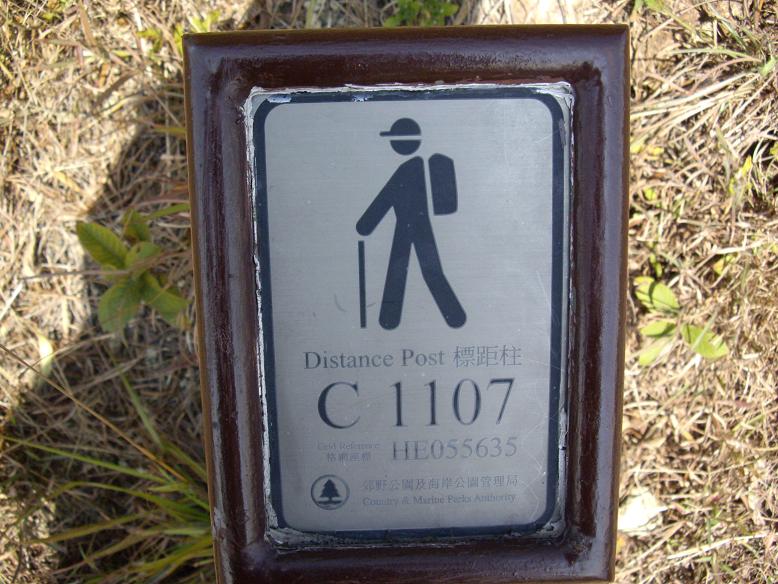 Distance Post 標距柱
C 1107
Grid Reference HE055635
格網座標
郊野公園及海岸公園管理局
Country & Marine Parks Authority